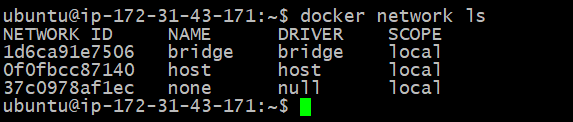 ubuntu@ip-172-31-43-171:~$ docker network ls
NETWORK ID     NAME      DRIVER    SCOPE
1d6ca91e7506   bridge    bridge    local
0f0fbcc87140   host      host      local
37c0978af1ec   none      null      local
ubuntu@ip-172-31-43-171:~$